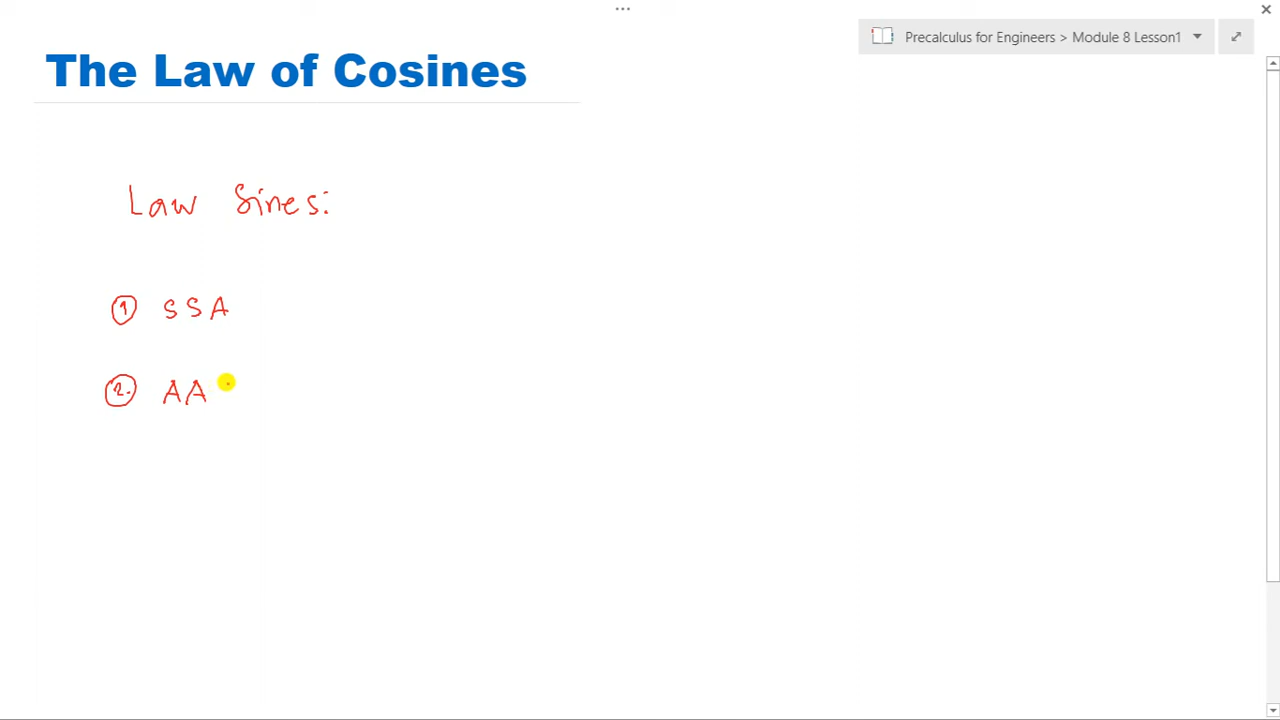 ...
Precalculus for Engineers > Module 8 Lesson1
The Law of Cosines
Law Sines:
1 SSA
2. AA